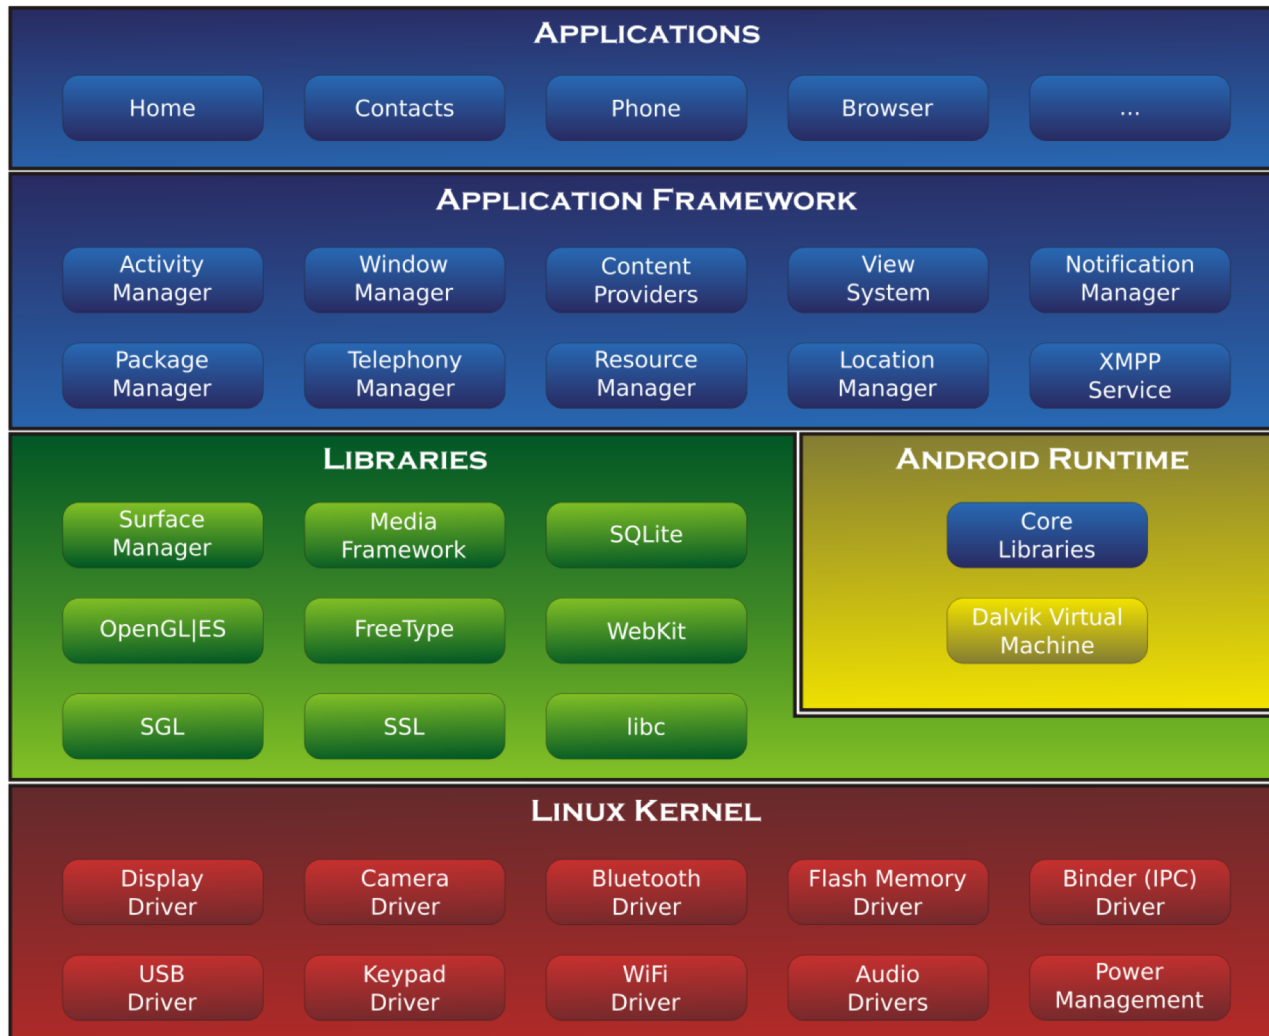 APPLICATIONS
Home
Contacts
Phone
Browser
...
APPLICATION FRAMEWORK
Activity
Manager
Window
Manager
Content
Providers
View
System
Notification
Manager
Package
Manager
Telephony
Manager
Resource
Manager
Location
Manager
XMPP
Service
LIBRARIES
Surface
Manager
Media
Framework
SQLite
OpenGL|ES
FreeType
WebKit
SGL
SSL
libc
ANDROID RUNTIME
Core
Libraries
Dalvik Virtual
Machine
LINUX KERNEL
Display
Driver
Camera
Driver
Bluetooth
Driver
Flash Memory
Driver
Binder (IPC)
Driver
USB
Driver
Keypad
Driver
WiFi
Driver
Audio
Drivers
Power
Management